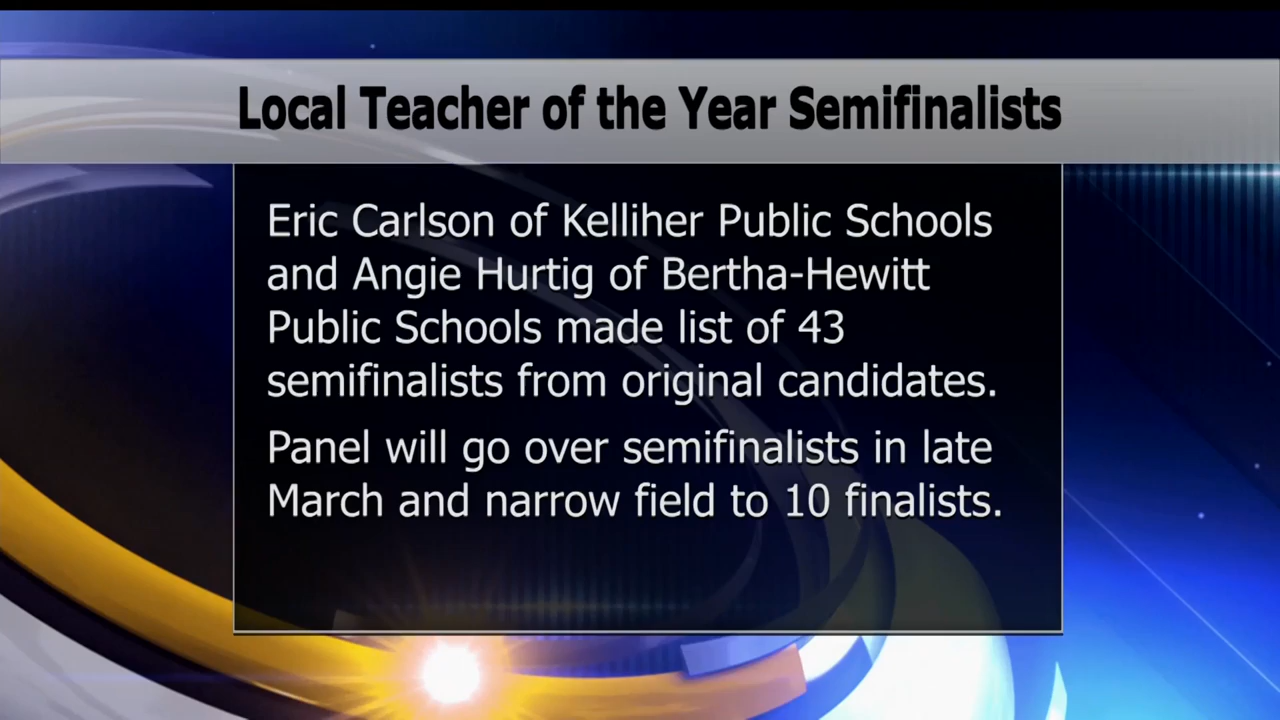 Local Teacher of the Year Semifinalists
Eric Carlson of Kelliher Public Schools
and Angie Hurtig of Bertha-Hewitt
Public Schools made list of 43
semifinalists from original candidates.
Panel will go over semifinalists in late
March and narrow field to 10 finalists.